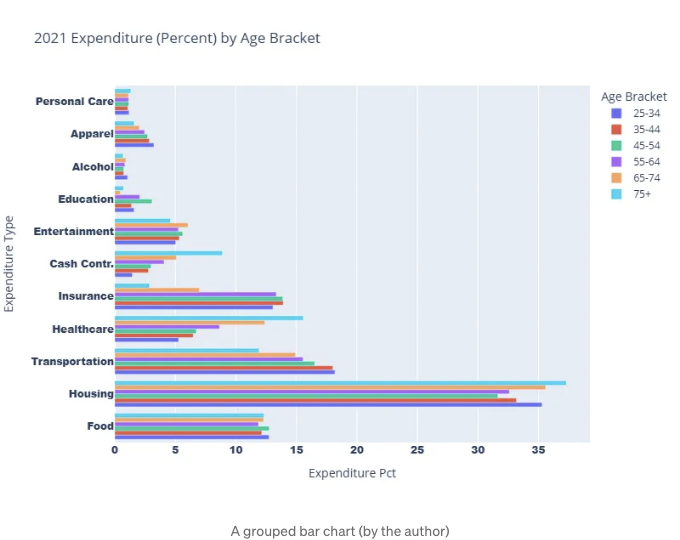 2021 Expenditure (Percent) by Age Bracket
Age Bracket
25-34
35-44
45-54
55-64
65-74
75+
Expenditure Type
Personal Care
Apparel
Alcohol
Education
Entertainment
Cash Contr.
Insurance
Healthcare
Transportation
Housing
Food
0 5 10 15 20 25 30 35
Expenditure Pct
A grouped bar chart (by the author)